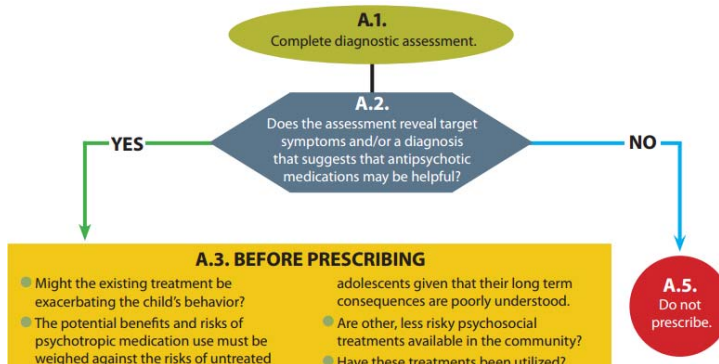 A.1.
Complete diagnostic assessment.
A.2.
Does the assessment reveal target
symptoms and/or a diagnosis
that suggests that antipsychotic
medications may be helpful?
YES
NO
A.3. BEFORE PRESCRIBING
Might the existing treatment be
exacerbating the child's behavior?
The potential benefits and risks of
psychotropic medication use must be
weighed against the risks of untreated
adolescents given that their long term
consequences are poorly understood.
Are other, less risky psychosocial
treatments available in the community?
Have these treatments been utilized?
A.5.
Do not
prescribe.